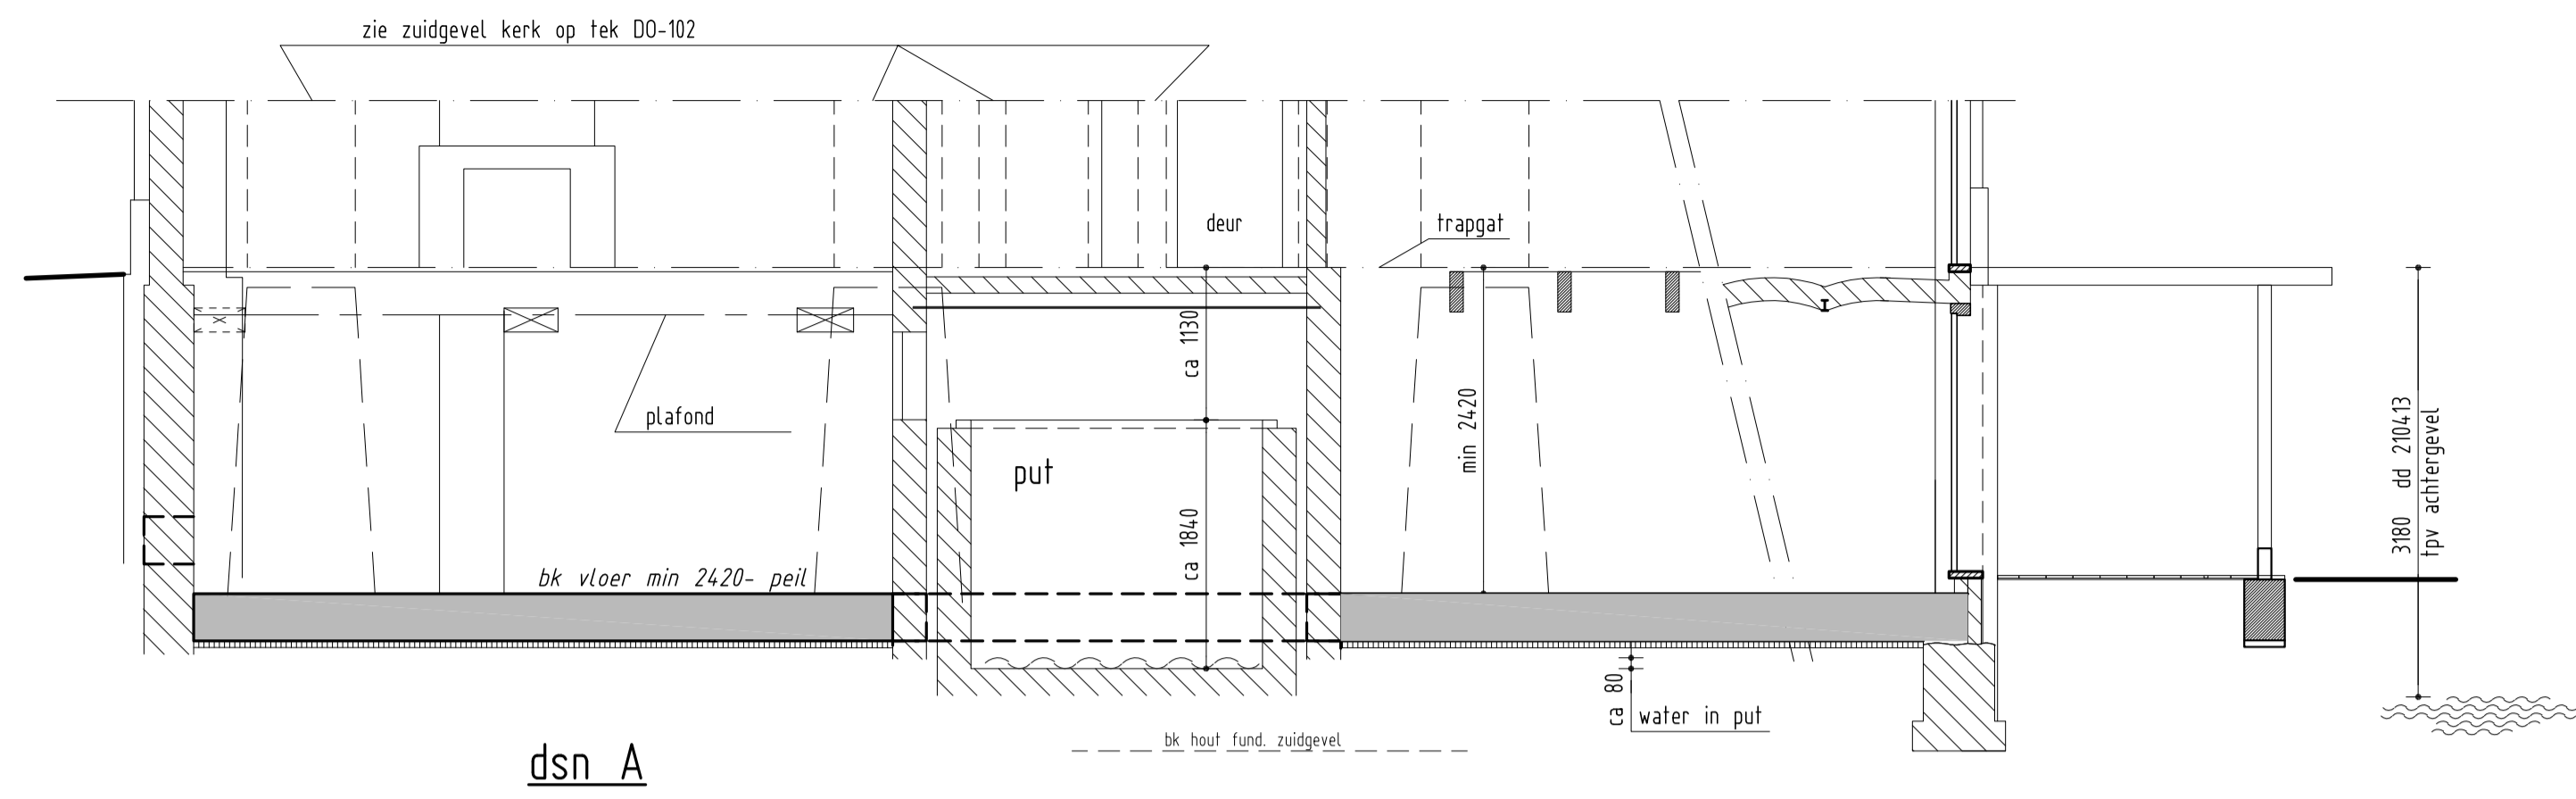 zie zuidgevel kerk op tek DO-102
deur
trapgat
ca 1130
plafond
min 2420
3180 dd 210413
tpv achtergevel
put
ca 1840
bk vloer min 2420- peil
ca 80
water in put
bk hout fund. zuidgevel
dsn A